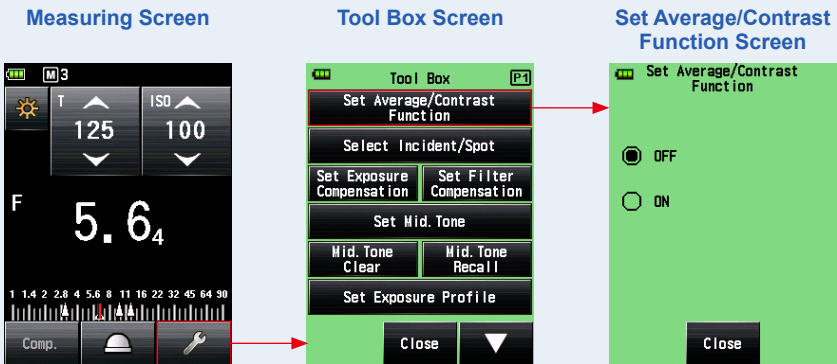 Measuring Screen
M 3
T
125
ISO
100
F
5.6 4
1 1.4 2 2.8 4 5.6 8 11 16 22 32 45 64 90
Comp.
Tool Box Screen
Tool Box P1
Set Average/Contrast
Function
Select Incident/Spot
Set Exposure
Compensation
Set Filter
Compensation
Set Mid. Tone
Mid. Tone
Clear
Mid. Tone
Recall
Set Exposure Profile
Close
Set Average/Contrast
Function Screen
Set Average/Contrast
Function
OFF
ON
Close